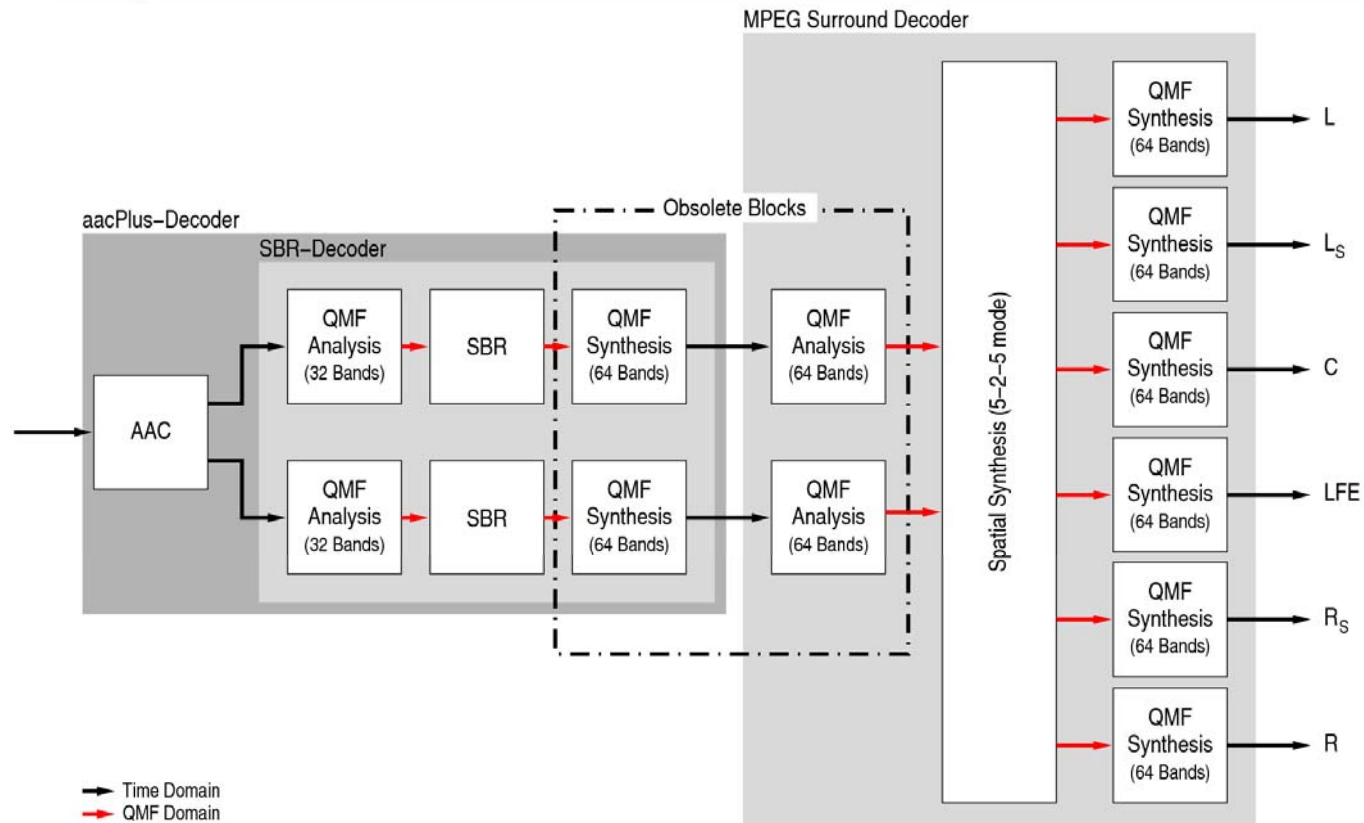 MPEG Surround Decoder
QMF
Synthesis
(64 Bands)
L
QMF
Synthesis
(64 Bands)
LS
Obsolete Blocks
aacPlus–Decoder
SBR–Decoder
QMF
Analysis
(32 Bands)
SBR
QMF
Synthesis
(64 Bands)
QMF
Analysis
(64 Bands)
AAC
QMF
Analysis
(32 Bands)
SBR
QMF
Synthesis
(64 Bands)
QMF
Analysis
(64 Bands)
Spatial Synthesis (5–2–5 mode)
QMF
Synthesis
(64 Bands)
C
QMF
Synthesis
(64 Bands)
LFE
QMF
Synthesis
(64 Bands)
RS
QMF
Synthesis
(64 Bands)
R
Time Domain
QMF Domain